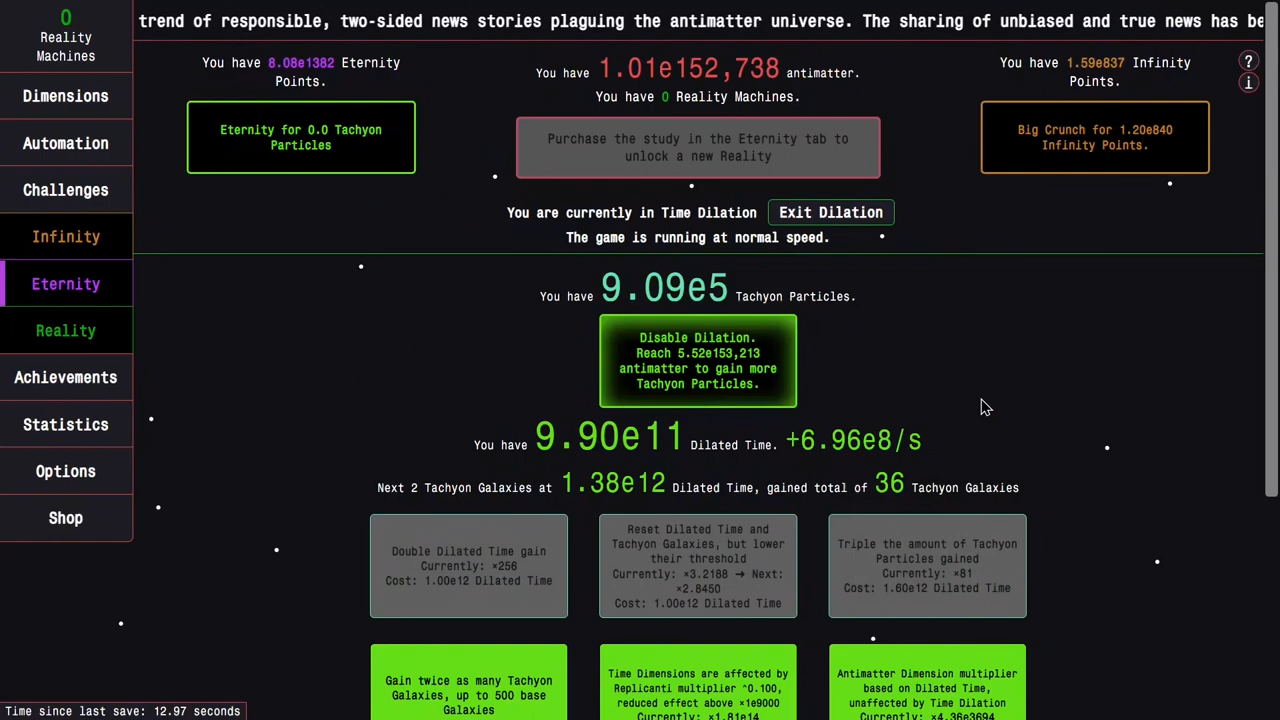 0
Reality
Machines
Dimensions
Automation
Challenges
Infinity
Eternity
Reality
Achievements
Statistics
Options
Shop
trend of responsible, two-sided news stories plaguing the antimatter universe. The sharing of unbiased and true news has be
You have 8.08e1382 Eternity
Points.
Eternity for 0.0 Tachyon
Particles
You have 1.01e152,738 antimatter.
You have 0 Reality Machines.
Purchase the study in the Eternity tab to
unlock a new Reality
You have 1.59e837 Infinity
Points.
Big Crunch for 1.20e840
Infinity Points.
?
i
You are currently in Time Dilation Exit Dilation
The game is running at normal speed.
You have 9.09e5 Tachyon Particles.
Disable Dilation.
Reach 5.52e153,213
antimatter to gain more
Tachyon Particles.
You have 9.90e11 Dilated Time. +6.96e8/s
Next 2 Tachyon Galaxies at 1.38e12 Dilated Time, gained total of 36 Tachyon Galaxies
Double Dilated Time gain
Currently: ×256
Cost: 1.00e12 Dilated Time
Reset Dilated Time and
Tachyon Galaxies, but lower
their threshold
Currently: ×3.2188 → Next:
×2.8450
Cost: 1.00e12 Dilated Time
Triple the amount of Tachyon
Particles gained
Currently: ×81
Cost: 1.60e12 Dilated Time
Gain twice as many Tachyon
Galaxies, up to 500 base
Galaxies
Time Dimensions are affected by
Replicanti multiplier ^0.100,
reduced effect above ×1e9000
Currently: ×1.81e14
Antimatter Dimension multiplier
based on Dilated Time,
unaffected by Time Dilation
Currently: ×4.36e3694
Time since last save: 12.97 seconds